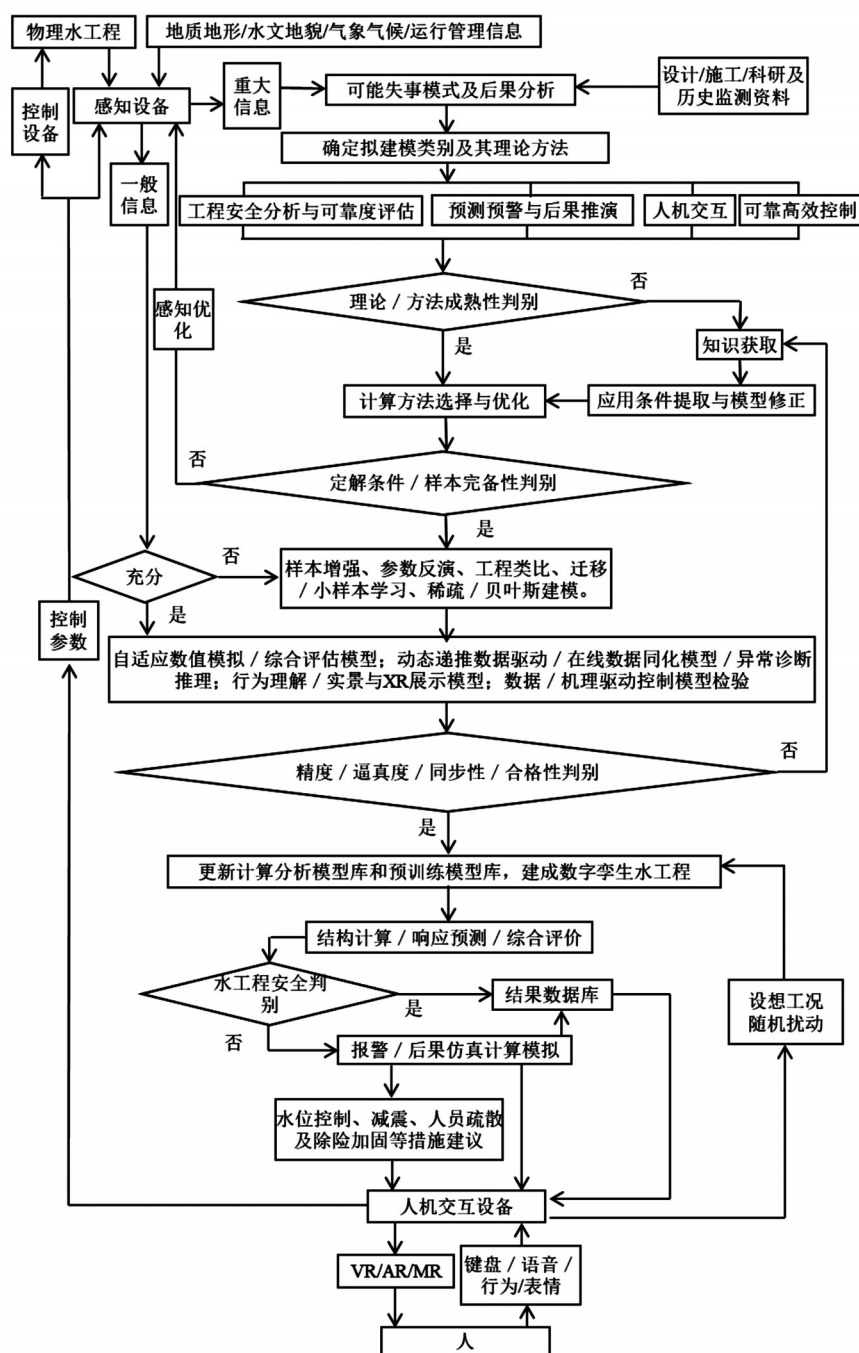 物理水工程
地质地形/水文地貌/气象气候/运行管理信息
控制
设备
感知设备
重大
信息
可能失事模式及后果分析
设计/施工/科研及
历史监测资料
一般
信息
确定拟建模类别及其理论方法
工程安全分析与可靠度评估
预测预警与后果推演
人机交互
可靠高效控制
感知优
化
理论 / 方法成熟性判别
否
是
知识获取
计算方法选择与优化
应用条件提取与模型修正
否
定解条件 / 样本完备性判别
是
充分
否
是
样本增强、参数反演、工程类比、迁移
/ 小样本学习、稀疏 / 贝叶斯建模。
控制
参数
自适应数值模拟 / 综合评估模型；动态递推数据驱动 / 在线数据同化模型 / 异常诊断
推理；行为理解 / 实景与XR展示模型；数据 / 机理驱动控制模型检验
精度 / 逼真度 / 同步性 / 合格性判别
否
是
更新计算分析模型库和预训练模型库，建成数字孪生水工程
结构计算 / 响应预测 / 综合评价
水工程安全判
别
是
否
结果数据库
设想工况
随机扰动
报警 / 后果仿真计算模拟
水位控制、减震、人员疏散
及除险加固等措施建议
人机交互设备
VR/AR/MR
键盘 / 语音 /
行为/表情
人